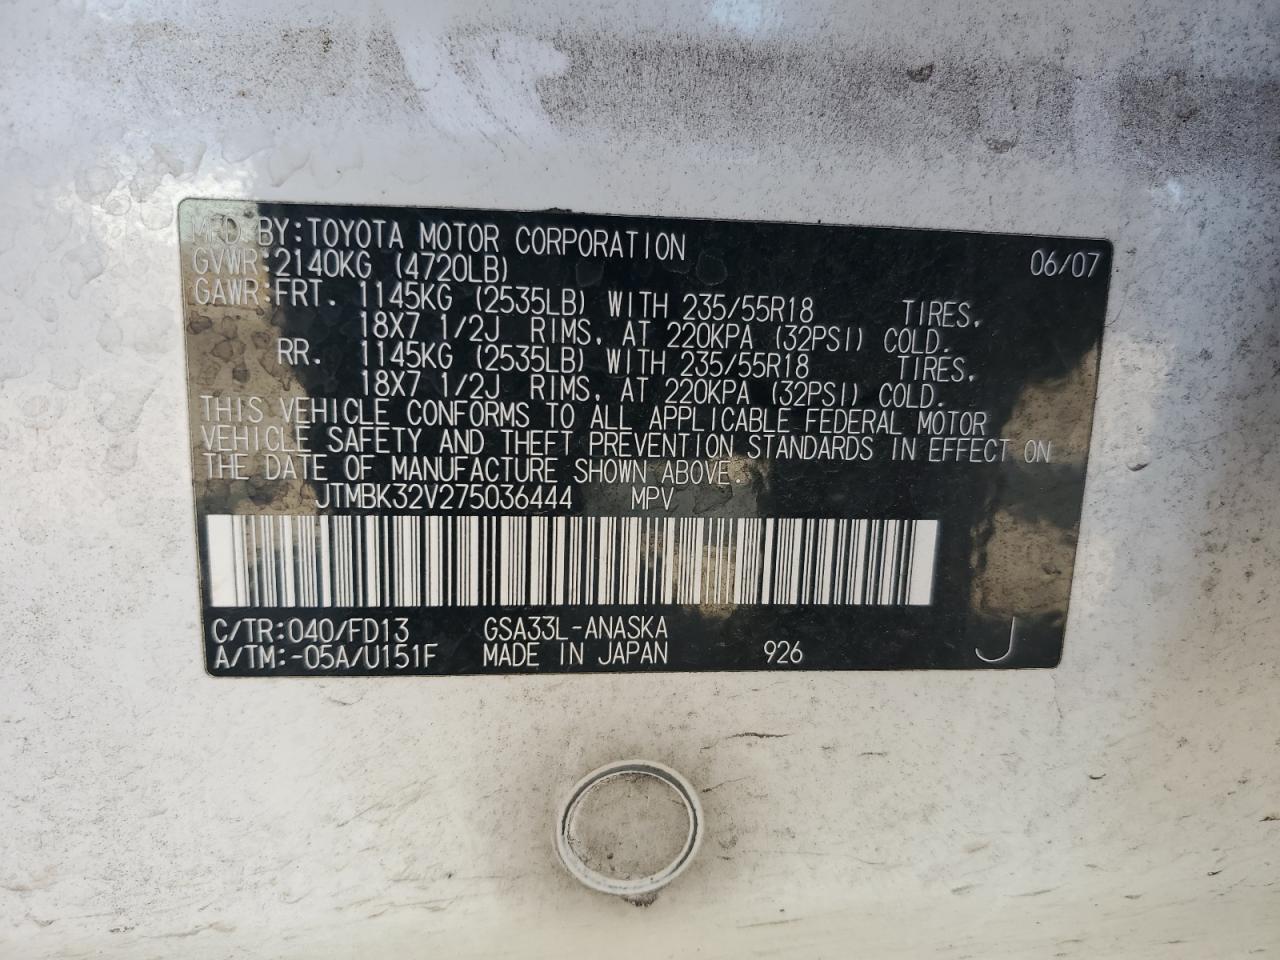 MFD. BY:TOYOTA MOTOR CORPORATION 06/07
GVWR:2140KG (4720LB)
GAWR:FRT. 1145KG (2535LB) WITH 235/55R18 TIRES,
18X7 1/2J RIMS, AT 220KPA (32PSI) COLD.
RR. 1145KG (2535LB) WITH 235/55R18 TIRES,
18X7 1/2J RIMS, AT 220KPA (32PSI) COLD.
THIS VEHICLE CONFORMS TO ALL APPLICABLE FEDERAL MOTOR
VEHICLE SAFETY AND THEFT PREVENTION STANDARDS IN EFFECT ON
THE DATE OF MANUFACTURE SHOWN ABOVE.
JTMBK32V275036444 MPV
C/TR:040/FD13 GSA33L-ANASKA
A/TM:-05A/U151F MADE IN JAPAN 926 J